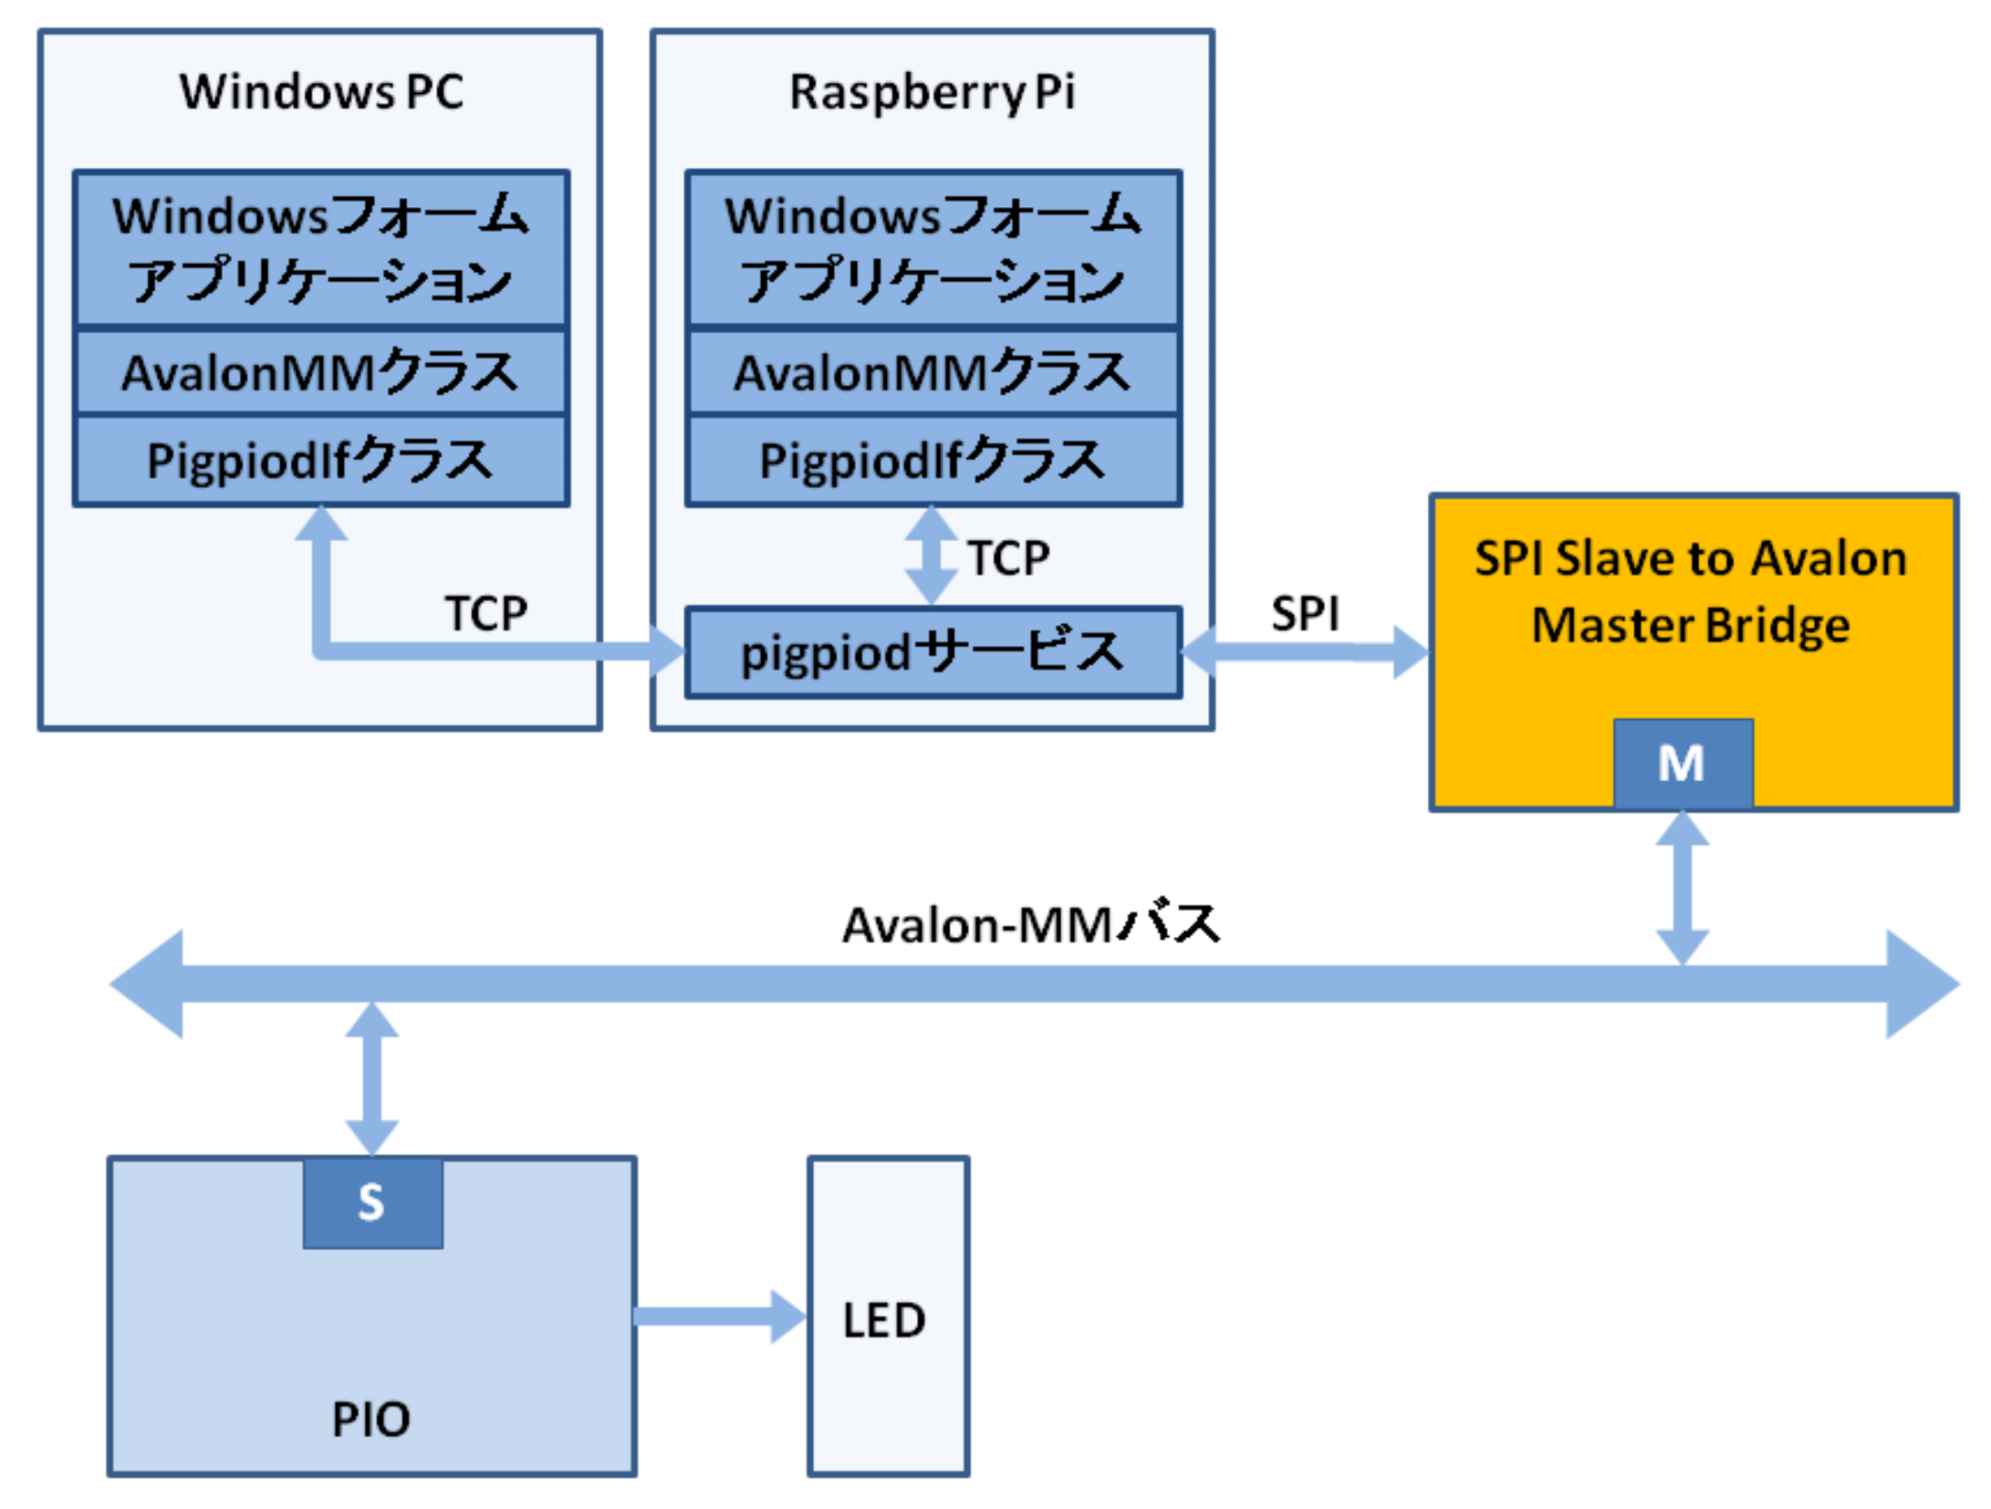 Windows PC
Windowsフォーム
アプリケーション
AvalonMMクラス
PigpiodIfクラス
TCP
Raspberry Pi
Windowsフォーム
アプリケーション
AvalonMMクラス
PigpiodIfクラス
TCP
pigpiodサービス
SPI
SPI Slave to Avalon
Master Bridge
M
Avalon-MMバス
S
PIO
LED